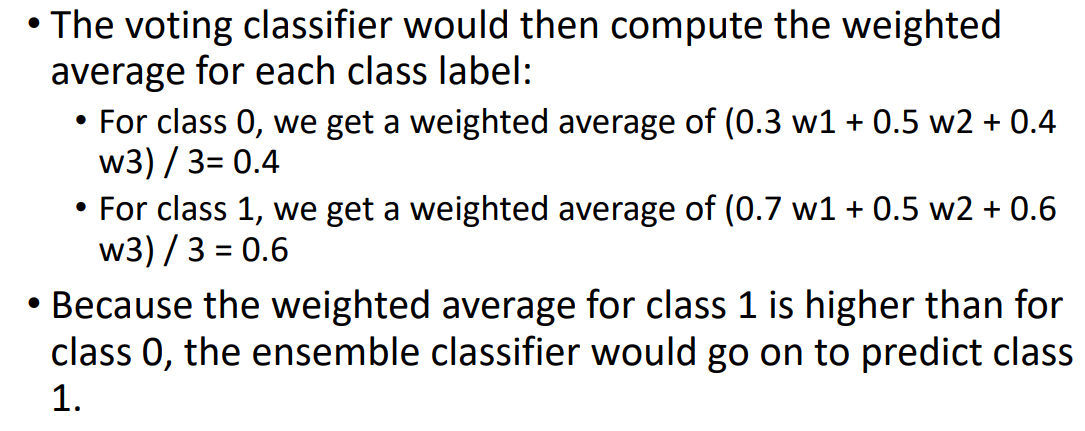 • The voting classifier would then compute the weighted
average for each class label:
• For class 0, we get a weighted average of (0.3 w1 + 0.5 w2 + 0.4
w3) / 3= 0.4
• For class 1, we get a weighted average of (0.7 w1 + 0.5 w2 + 0.6
w3) / 3 = 0.6
• Because the weighted average for class 1 is higher than for
class 0, the ensemble classifier would go on to predict class
1.